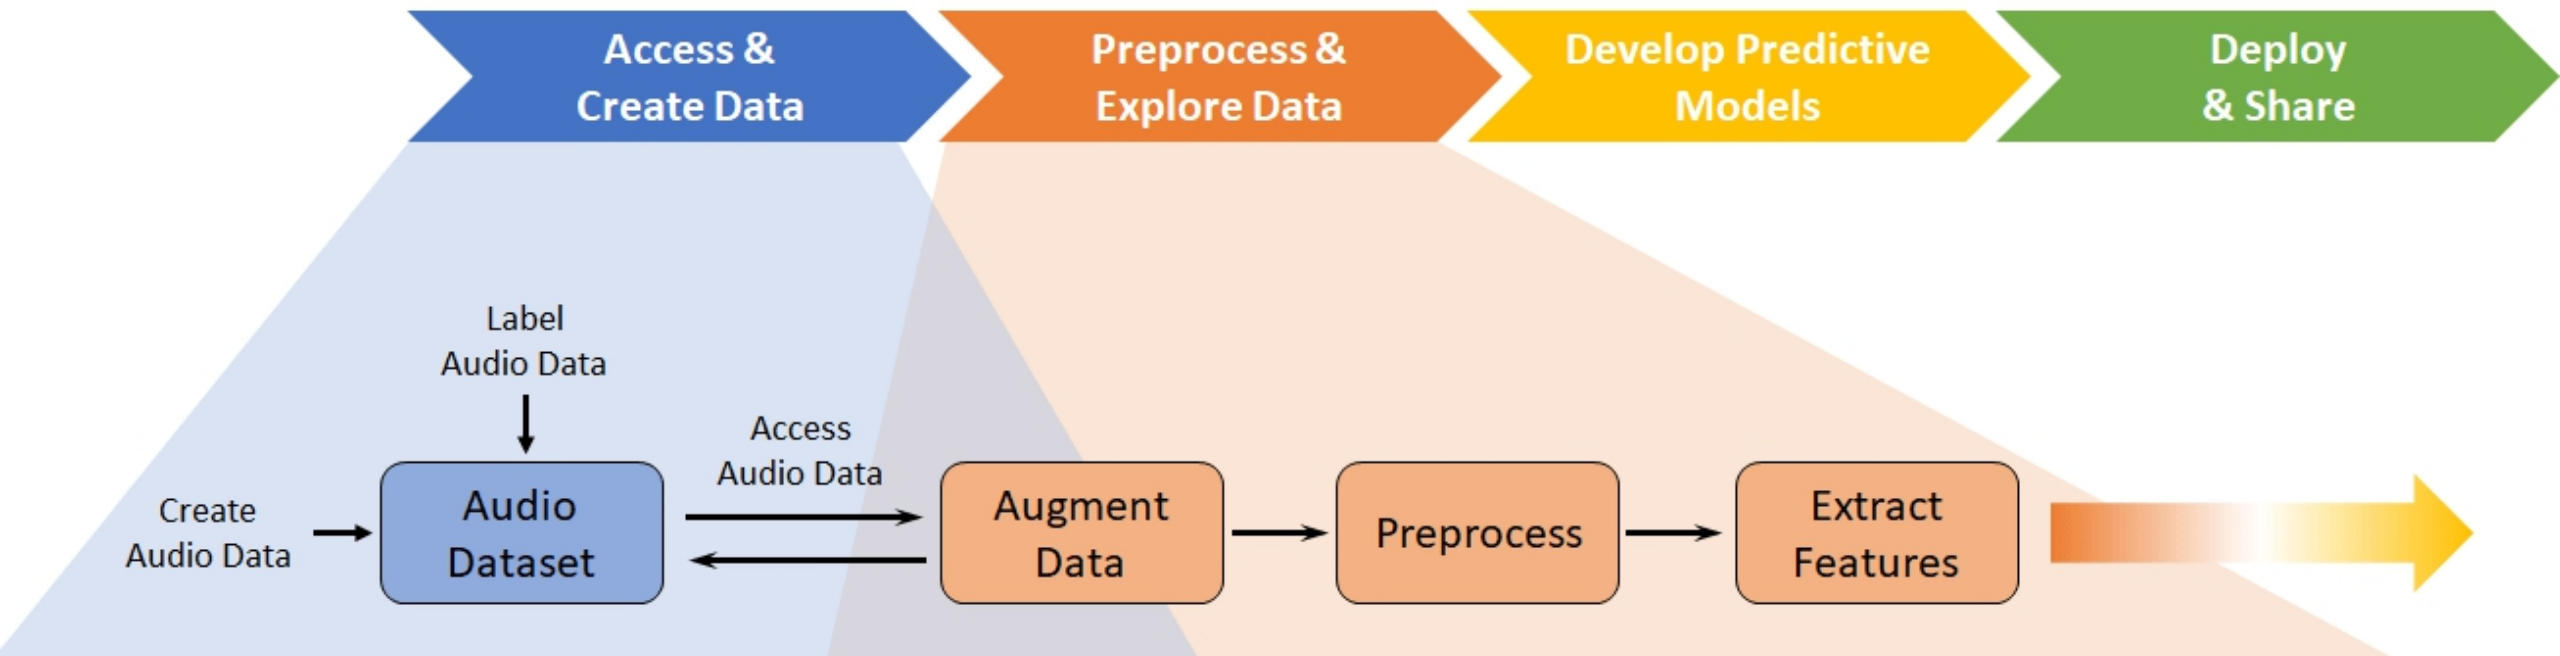 Access &
Create Data
Preprocess &
Explore Data
Develop Predictive
Models
Deploy
& Share
Label
Audio Data
Access
Audio Data
Create
Audio Data
Audio
Dataset
Augment
Data
Preprocess
Extract
Features